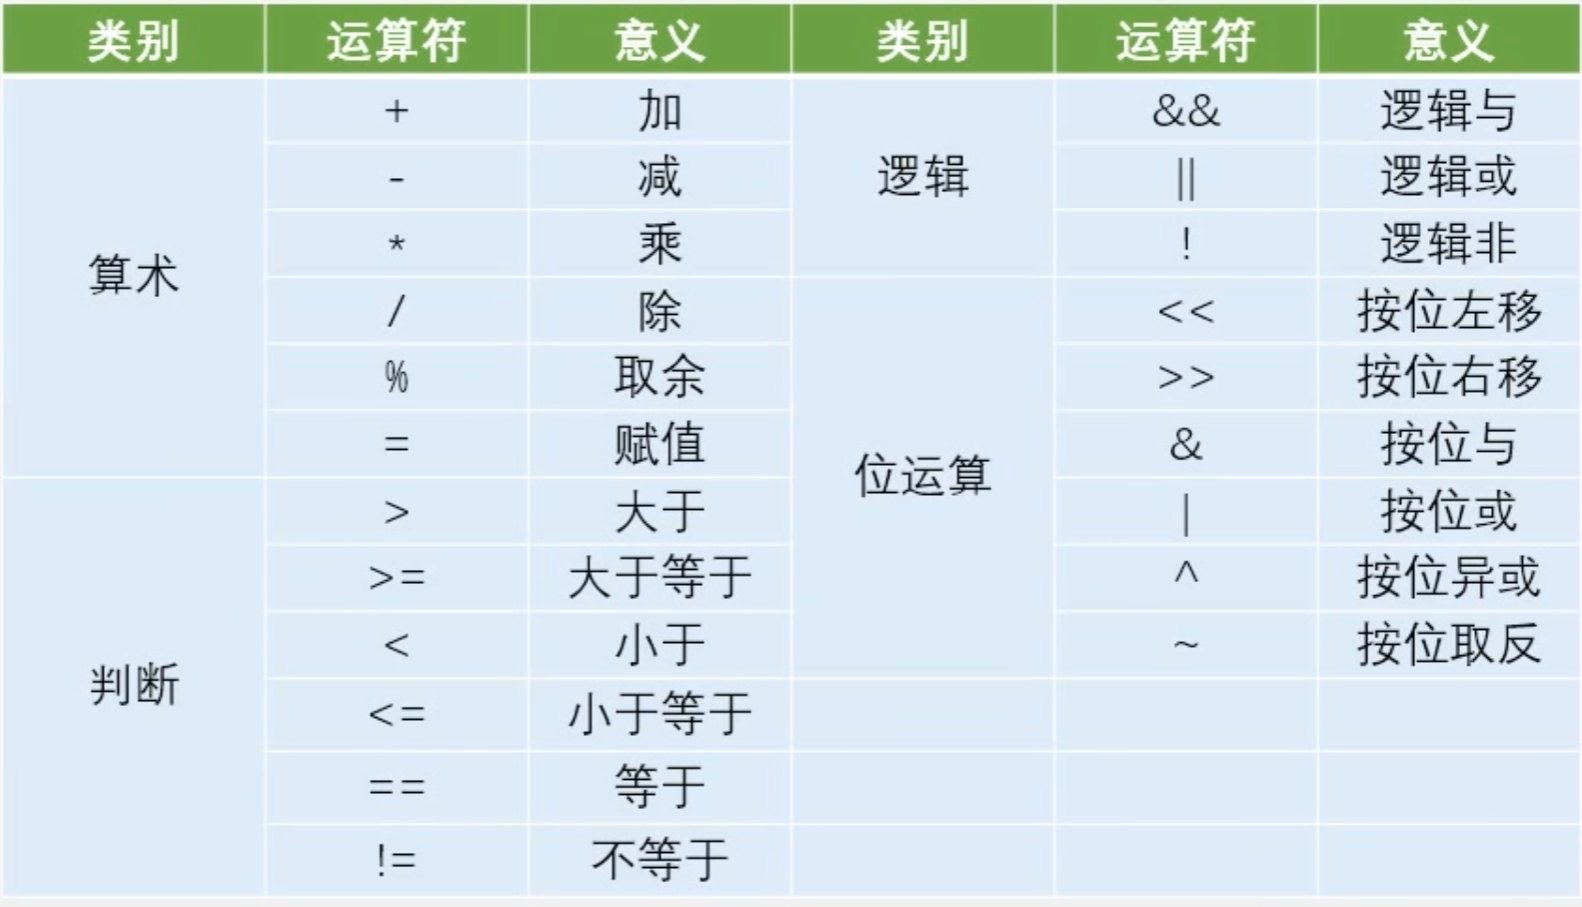 类别 运算符 意义 类别 运算符 意义
算术 + 加 逻辑 && 逻辑与
- 减 || 逻辑或
* 乘 ! 逻辑非
/ 除 位运算 << 按位左移
% 取余 >> 按位右移
= 赋值 & 按位与
判断 > 大于 | 按位或
>= 大于等于 ^ 按位异或
< 小于 ~ 按位取反
<= 小于等于
== 等于
!= 不等于